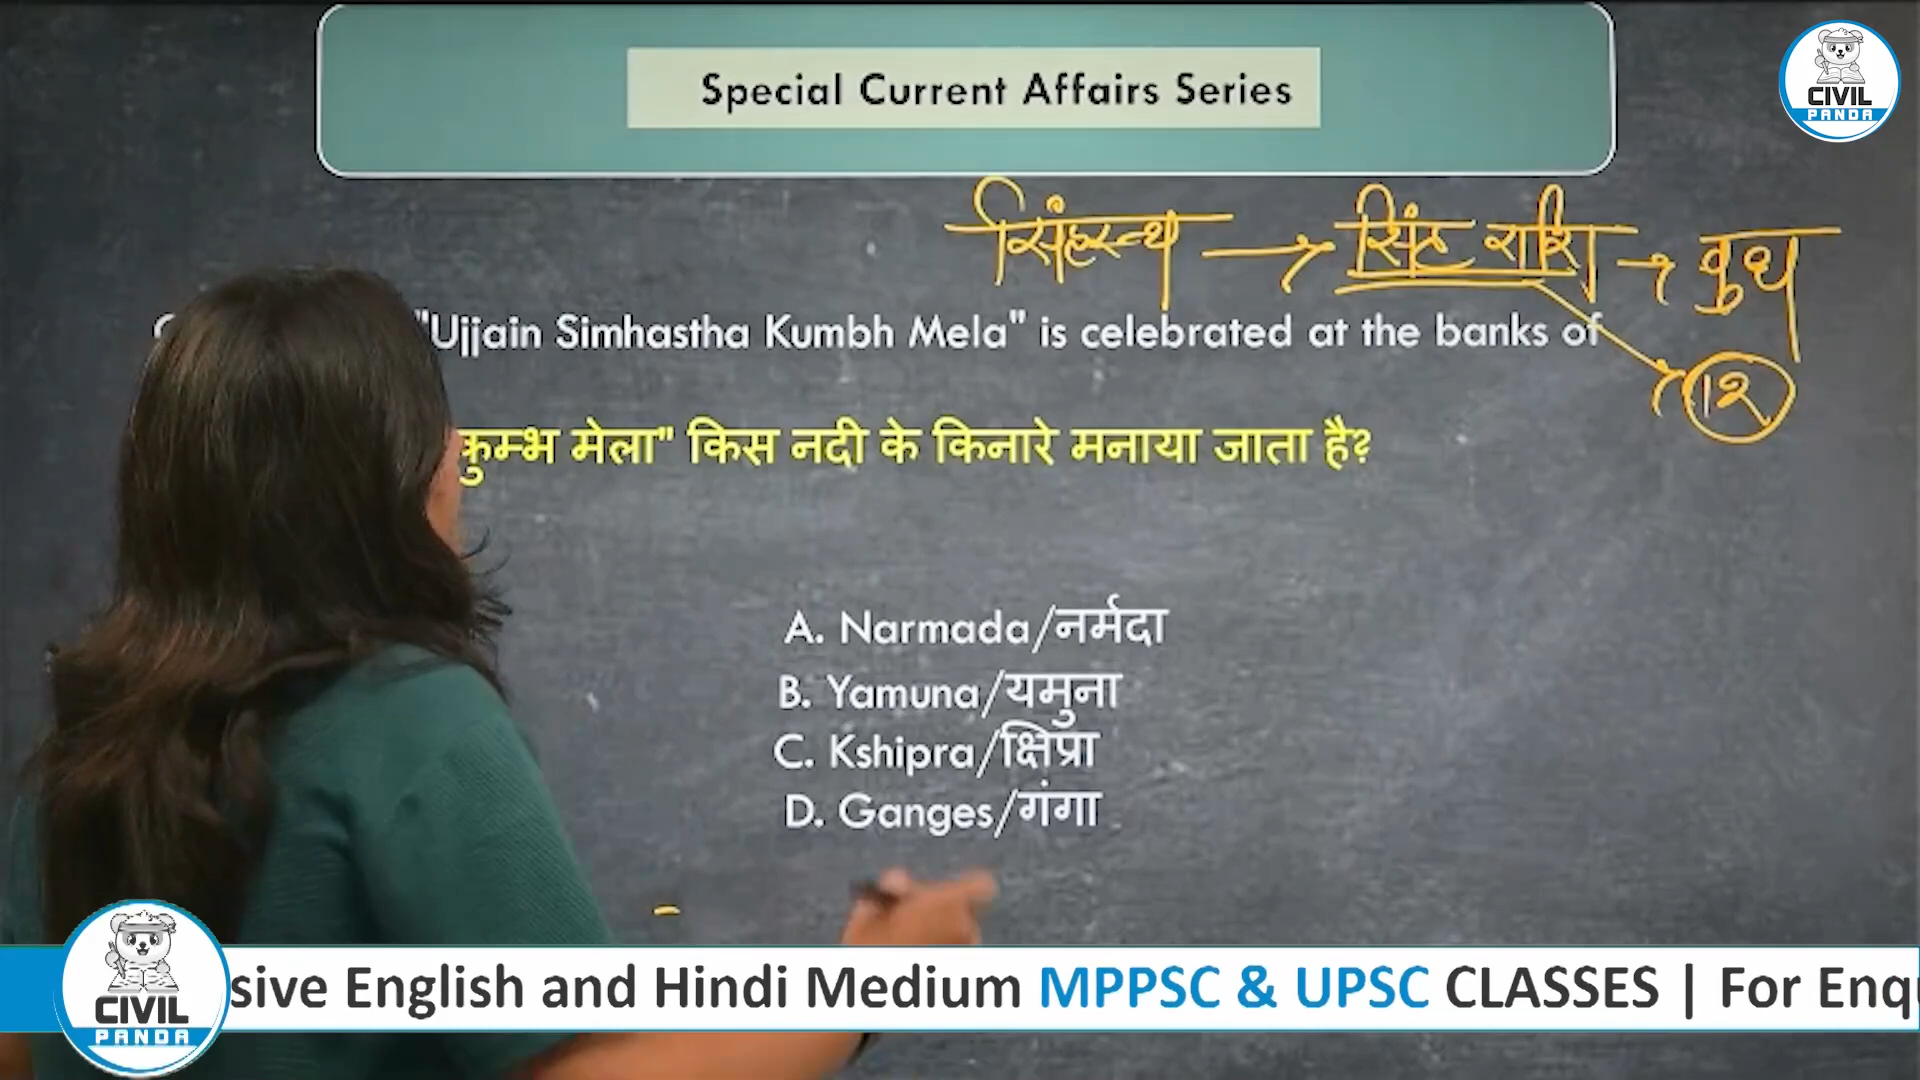 Special Current Affairs Series
CIVIL
PANDA
सिंहस्थ → सिंह राशि → बुध
१२
"Ujjain Simhastha Kumbh Mela" is celebrated at the banks of
कुम्भ मेला" किस नदी के किनारे मनाया जाता है?
A. Narmada/नर्मदा
B. Yamuna/यमुना
C. Kshipra/क्षिप्रा
D. Ganges/गंगा
CIVIL
PANDA
sive English and Hindi Medium MPPSC & UPSC CLASSES | For Enq